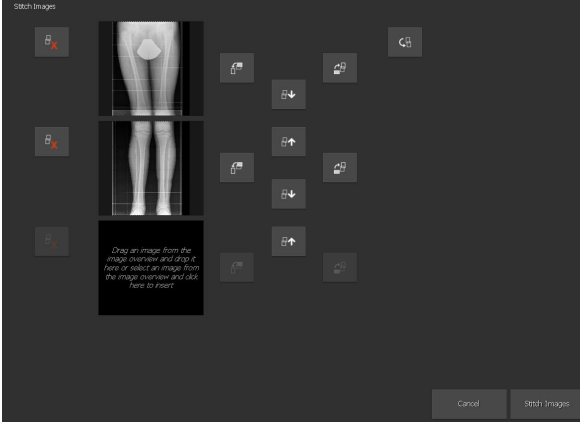 Stitch Images
Drag an image from the
image overview and drop it
here or select an image from
the image overview and click
here to insert
Cancel
Stitch Images